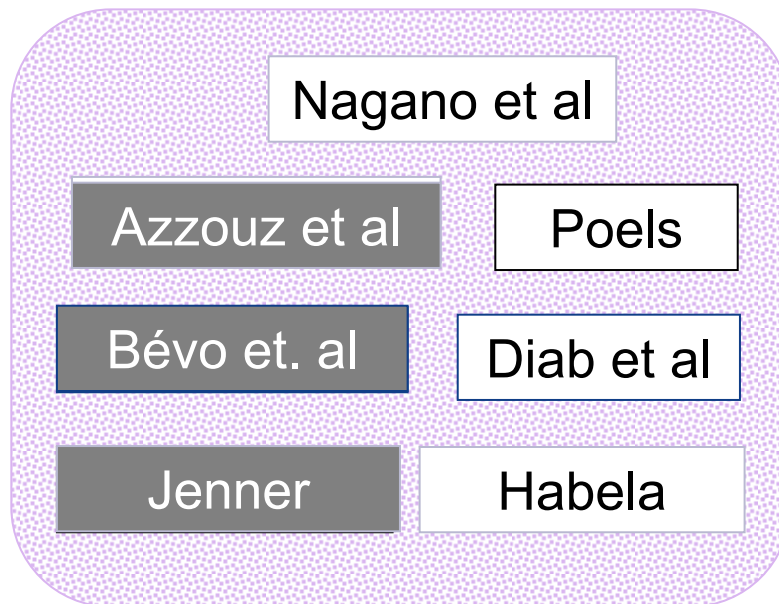 Nagano et al
Azzouz et al
Poels
Bévo et. al
Diab et al
Jenner
Habela